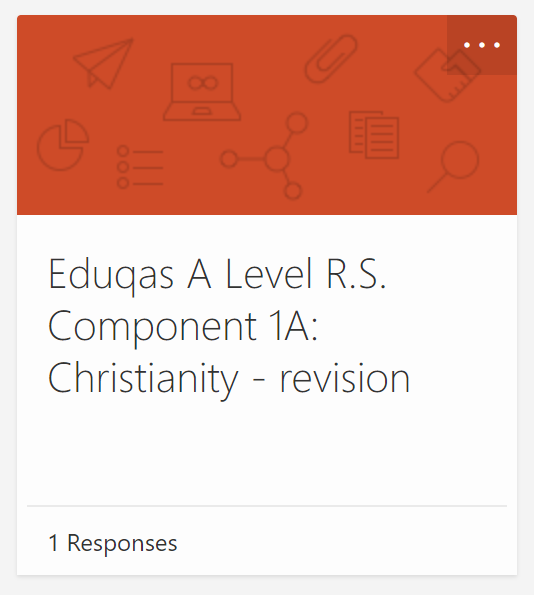 Eduqas A Level R.S.
Component 1A:
Christianity - revision
1 Responses